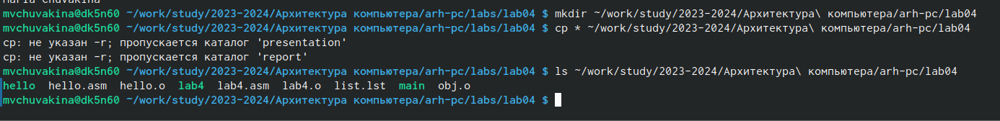 Maria Chuvakina
mvchuvakina@dk5n60 ~/work/study/2023-2024/Архитектура компьютера/arh-pc/labs/lab04 $ mkdir ~/work/study/2023-2024/Архитектура\ компьютера/arh-pc/lab04
mvchuvakina@dk5n60 ~/work/study/2023-2024/Архитектура компьютера/arh-pc/labs/lab04 $ cp * ~/work/study/2023-2024/Архитектура\ компьютера/arh-pc/lab04
cp: не указан -r; пропускается каталог 'presentation'
cp: не указан -r; пропускается каталог 'report'
mvchuvakina@dk5n60 ~/work/study/2023-2024/Архитектура компьютера/arh-pc/labs/lab04 $ ls ~/work/study/2023-2024/Архитектура\ компьютера/arh-pc/lab04
hello hello.asm hello.o lab4 lab4.asm lab4.o list.lst main obj.o
mvchuvakina@dk5n60 ~/work/study/2023-2024/Архитектура компьютера/arh-pc/labs/lab04 $